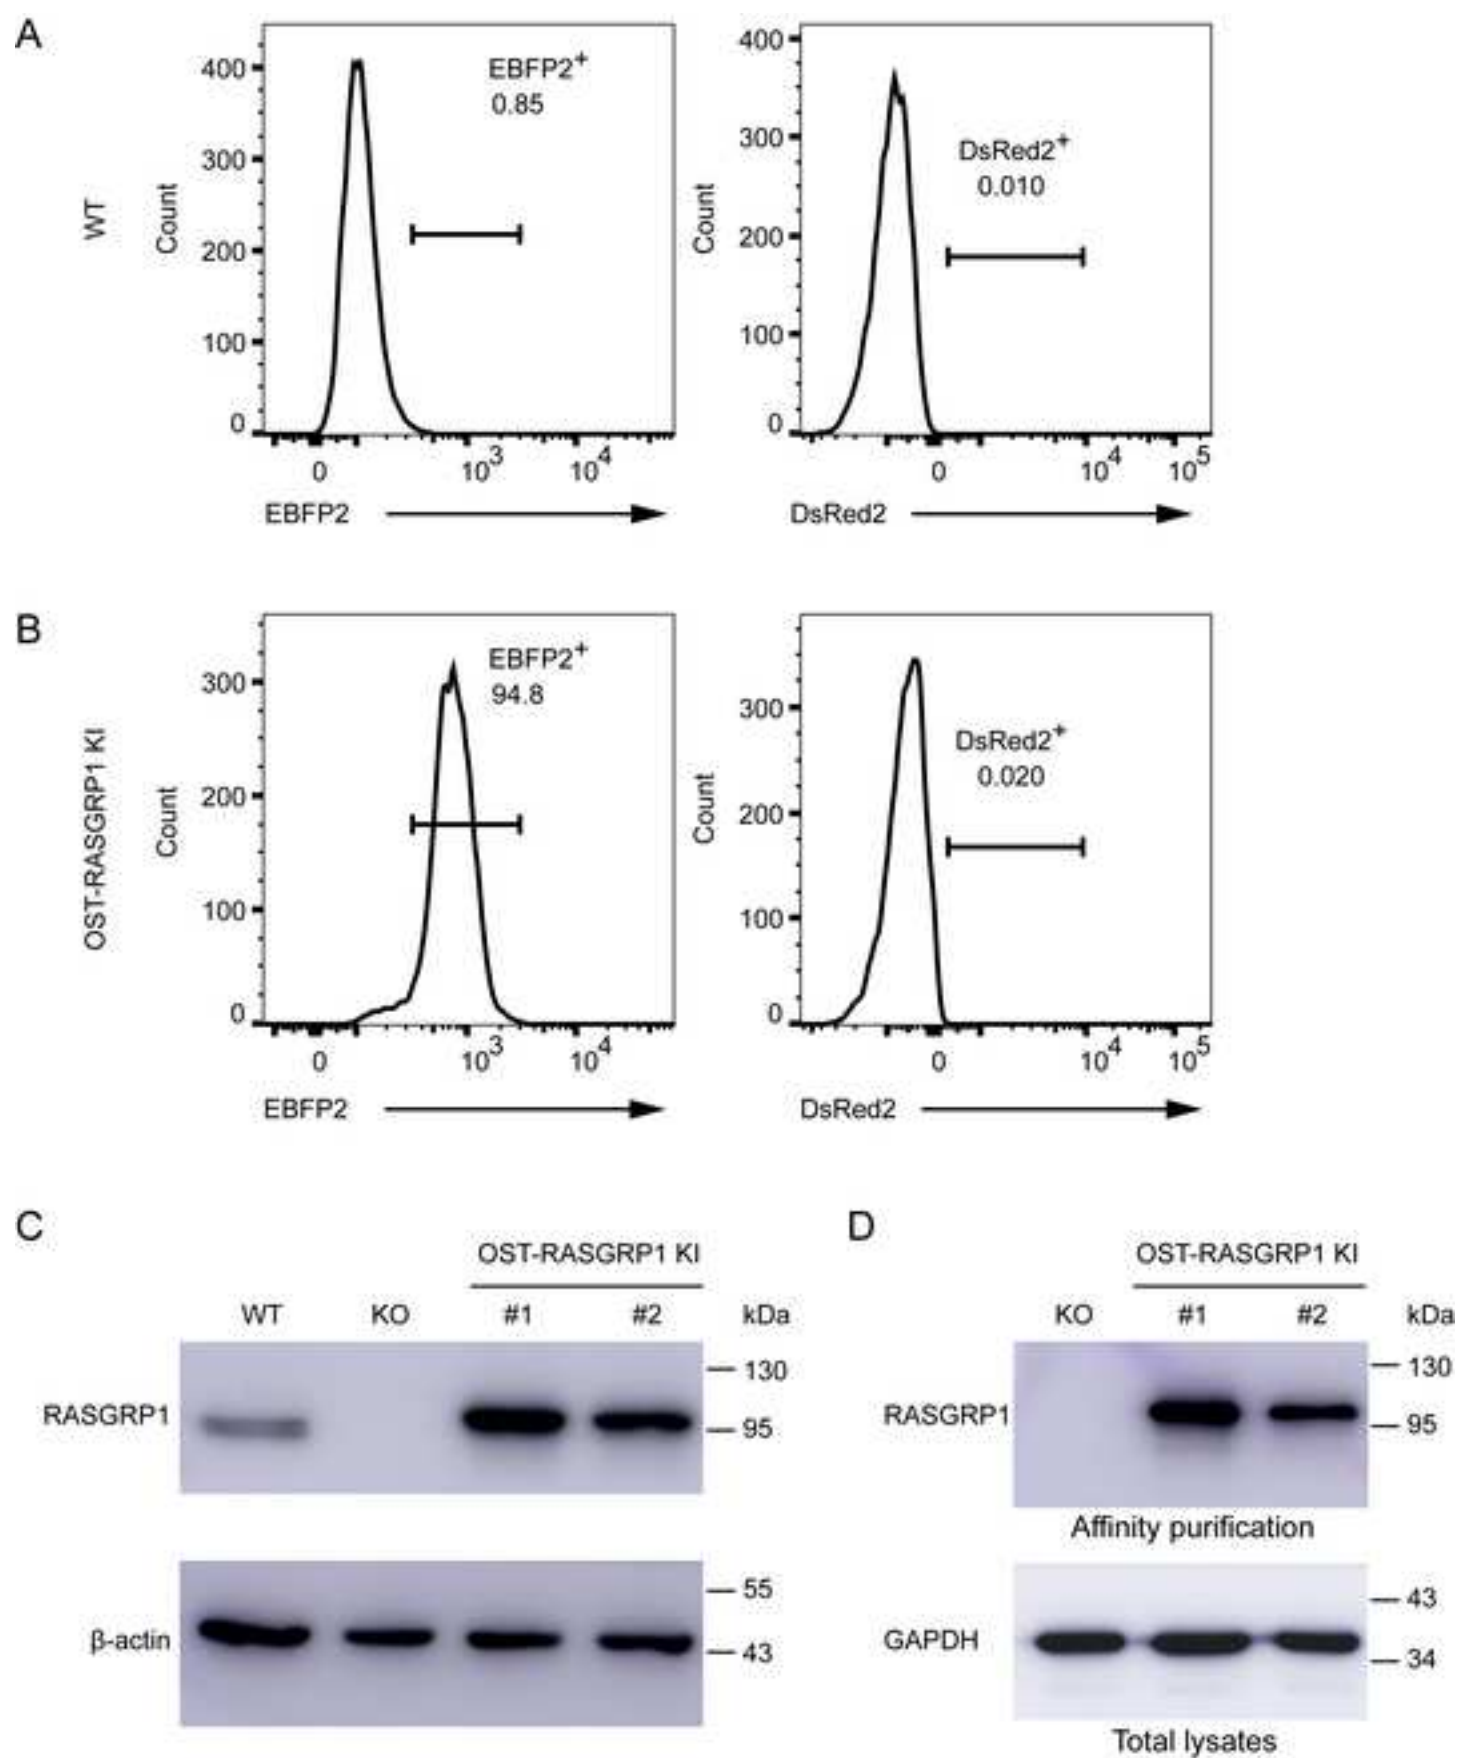 A
WT
Count
400
300
200
100
0
EBFP2+
0.85
0 10³ 10⁴
EBFP2
Count
400
300
200
100
0
DsRed2+
0.010
0 10⁴ 10⁵
DsRed2
B
OST-RASGRP1 KI
Count
300
200
100
0
EBFP2+
94.8
0 10³ 10⁴
EBFP2
Count
300
200
100
0
DsRed2+
0.020
0 10⁴ 10⁵
DsRed2
C
OST-RASGRP1 KI
WT KO #1 #2 kDa
RASGRP1
130
95
β-actin
55
43
D
OST-RASGRP1 KI
KO #1 #2 kDa
RASGRP1
130
95
Affinity purification
GAPDH
43
34
Total lysates